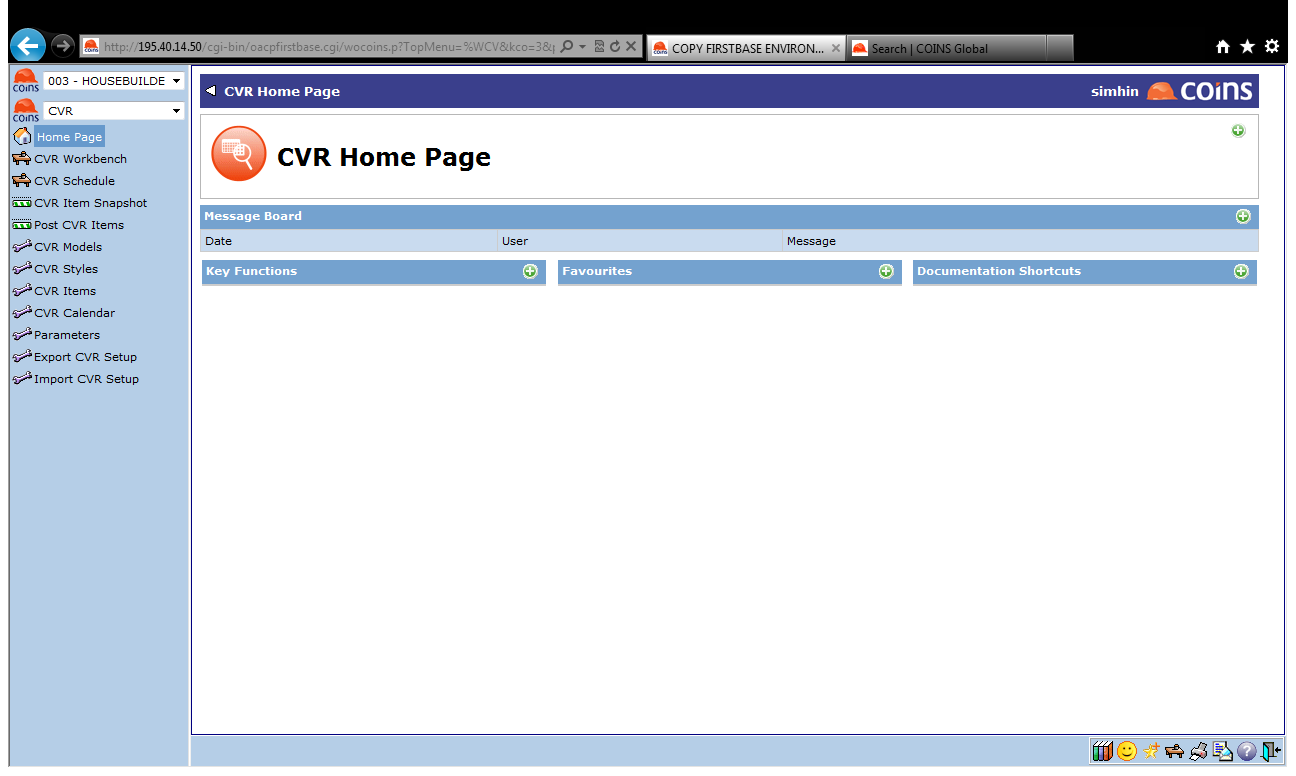 http://195.40.14.50/cgi-bin/oacpfirstbase.cgi/wocoins.p?TopMenu=%WCV&kco=3&
COPY FIRSTBASE ENVIRON...
Search | COINS Global
coins
003 - HOUSEBUILDE
coins
CVR
Home Page
CVR Workbench
CVR Schedule
CVR Item Snapshot
Post CVR Items
CVR Models
CVR Styles
CVR Items
CVR Calendar
Parameters
Export CVR Setup
Import CVR Setup
CVR Home Page
simhin
coins
CVR Home Page
Message Board
Date User Message
Key Functions Favourites Documentation Shortcuts